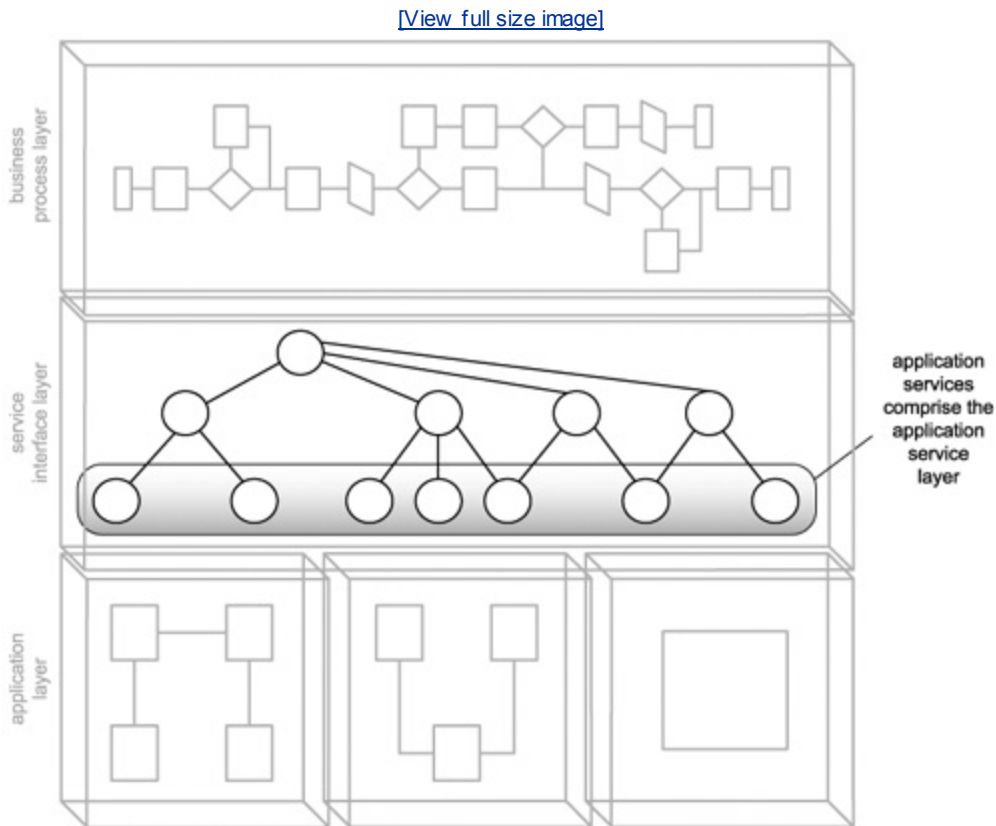 [View full size image]
business
process layer
service
interface layer
application
services
comprise the
application
service
layer
application
layer